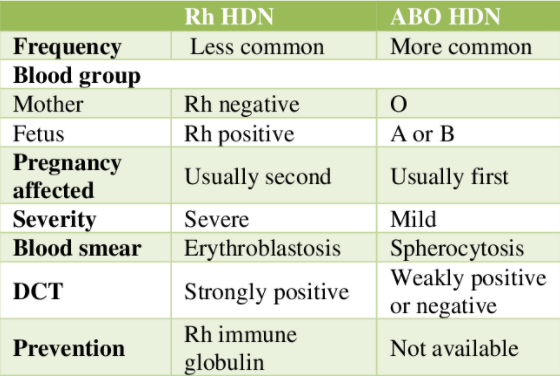 Rh HDN ABO HDN
Frequency Less common More common
Blood group
Mother Rh negative O
Fetus Rh positive A or B
Pregnancy affected Usually second Usually first
Severity Severe Mild
Blood smear Erythroblastosis Spherocytosis
DCT Strongly positive Weakly positive or negative
Prevention Rh immune globulin Not available